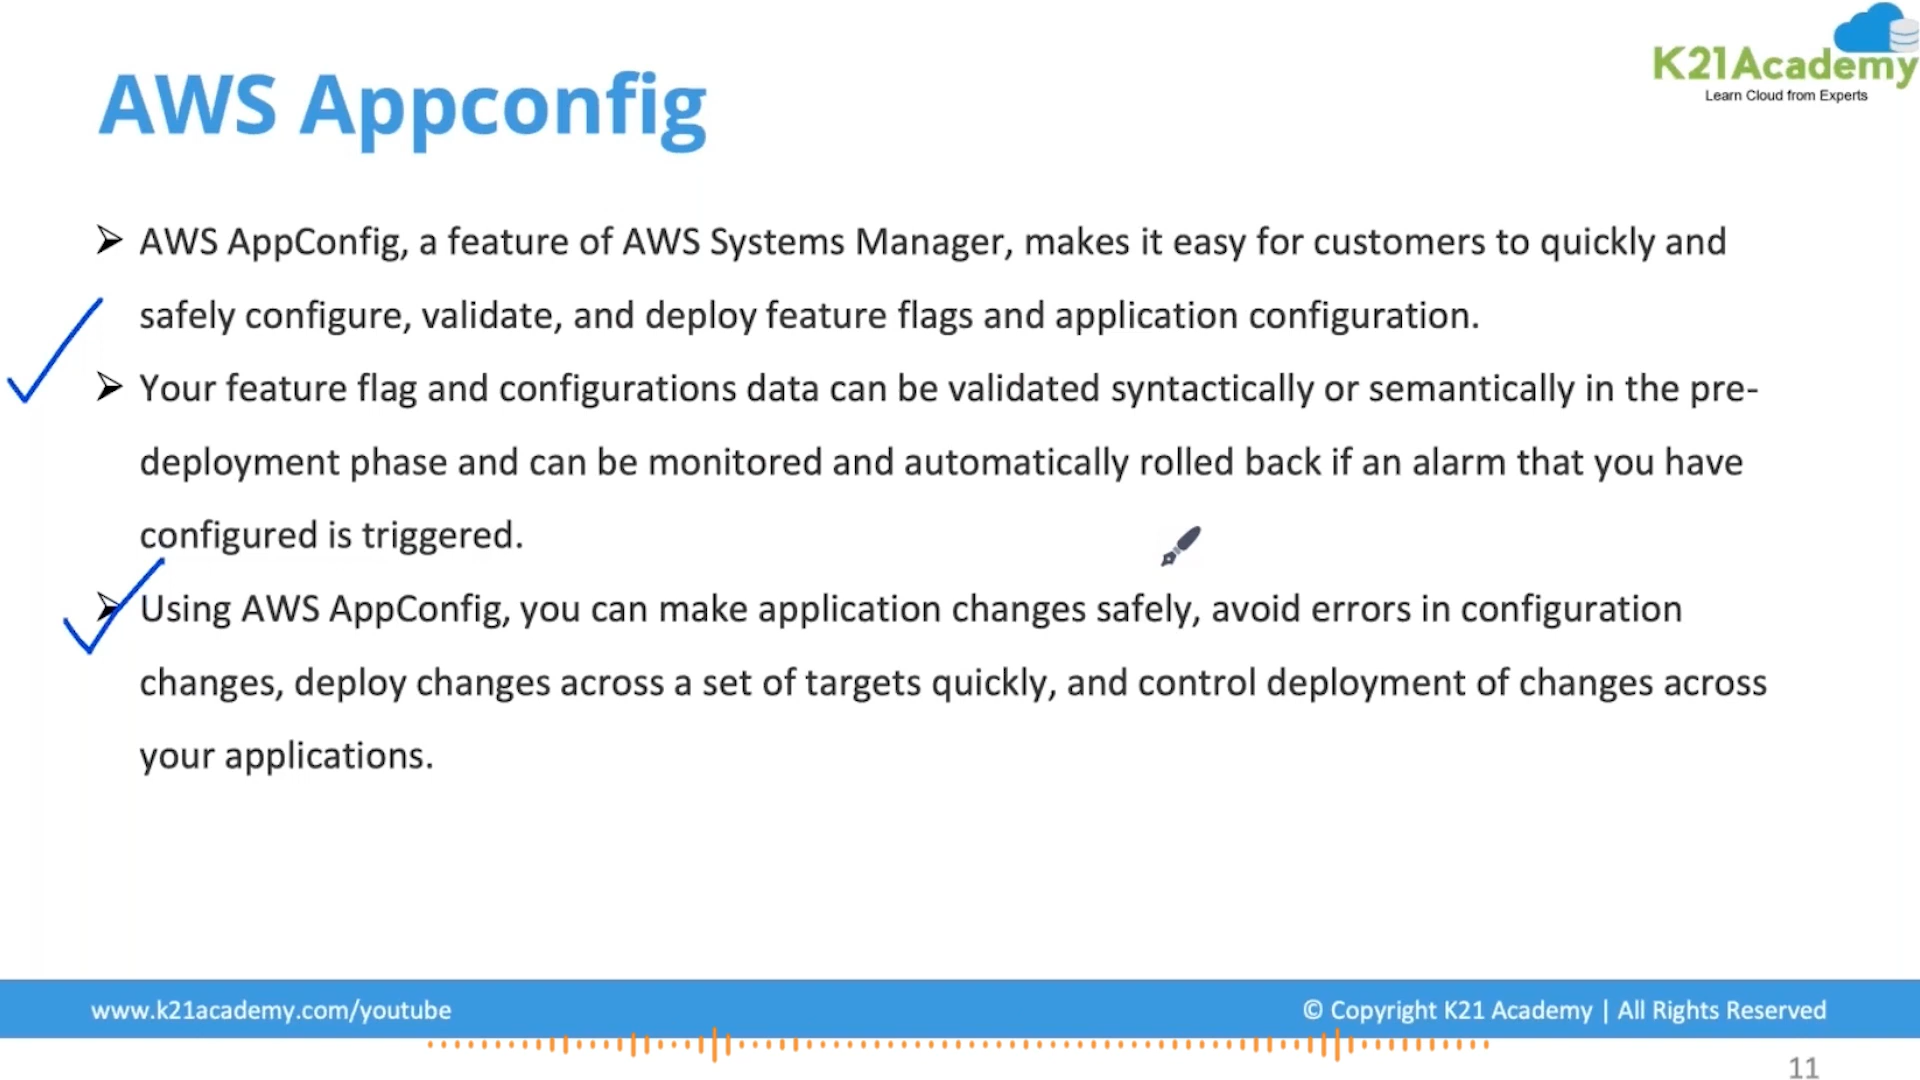 K21Academy
Learn Cloud from Experts
AWS Appconfig
AWS AppConfig, a feature of AWS Systems Manager, makes it easy for customers to quickly and
safely configure, validate, and deploy feature flags and application configuration.
Your feature flag and configurations data can be validated syntactically or semantically in the pre-
deployment phase and can be monitored and automatically rolled back if an alarm that you have
configured is triggered.
Using AWS AppConfig, you can make application changes safely, avoid errors in configuration
changes, deploy changes across a set of targets quickly, and control deployment of changes across
your applications.
www.k21academy.com/youtube
© Copyright K21 Academy | All Rights Reserved
11